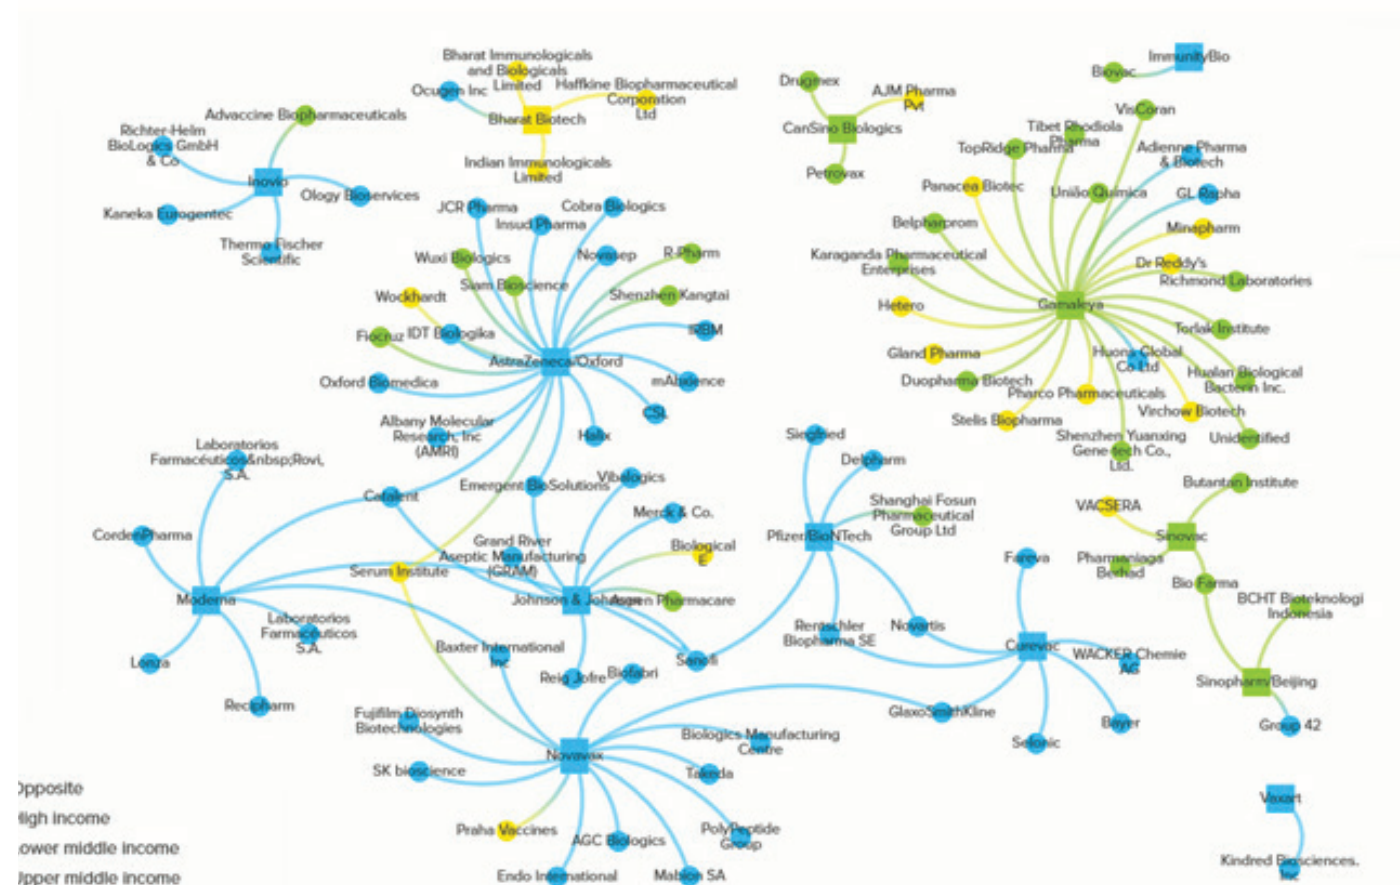 Bharat Immunologicals
and Biologicals
Limited
Ocugen Inc
Haffkine Biopharmaceutical
Corporation
Ltd
Bharat Biotech
Indian Immunologicals
Limited
Advaccine Biopharmaceuticals
Richter-Helm
BioLogics GmbH
& Co
Inovio
Ology Bioservices
Kaneka Eurogentec
Thermo Fischer
Scientific
Drugmex
AJM Pharma
Pvt
CanSino Biologics
Petrovax
ImmunityBio
Biovac
VisCoran
Tibet Rhodiola
Pharma
TopRidge Pharma
Adienne Pharma
& Biotech
Panacea Biotec
União Química
GL Rapha
Belpharprom
Minapharm
Karaganda Pharmaceutical
Enterprises
Dr Reddy's
Richmond Laboratories
Hetero
Gamaleya
Torlak Institute
Gland Pharma
Huons Global
Co Ltd
Hualan Biological
Bacterin Inc.
Duopharma Biotech
Pharco Pharmaceuticals
Virchow Biotech
Stelis Biopharma
Shenzhen Yuanxing
Gene-tech Co.,
Ltd.
Unidentified
JCR Pharma
Cobra Biologics
Insud Pharma
Wuxi Biologics
Novasep
R-Pharm
Siam Bioscience
Shenzhen Kangtai
Wockhardt
Fiocruz
IDT Biologika
IRBM
AstraZeneca/Oxford
Oxford Biomedica
mAbxience
CSL
Albany Molecular
Research, Inc
(AMRI)
Halix
Laboratorios
Farmacéuticos&nbsp;Rovi,
S.A.
Catalent
Emergent BioSolutions
Vibalogics
Merck & Co.
CordenPharma
Grand River
Aseptic Manufacturing
(GRAM)
Biological
E
Serum Institute
Moderna
Johnson & Johnson
Aspen Pharmacare
Laboratorios
Farmacéuticos
S.A.
Lonza
Recipharm
Baxter International
Inc
Reig Jofre
Biofabri
Sanofi
Siegfried
Delpharm
Shanghai Fosun
Pharmaceutical
Group Ltd
Pfizer/BioNTech
Rentschler
Biopharma SE
Novartis
Fareva
Curevac
WACKER Chemie
AG
GlaxoSmithKline
Bayer
Selonic
Butantan Institute
VACSERA
Sinovac
Pharmaniaga
Berhad
Bio Farma
BCHT Bioteknologi
Indonesia
Sinopharm/Beijing
Group 42
Fujifilm Diosynth
Biotechnologies
SK bioscience
Novavax
Biologics Manufacturing
Centre
Takeda
Praha Vaccines
AGC Biologics
PolyPeptide
Group
Endo International
Mabion SA
Vaxart
Kindred Biosciences.
Inc
Opposite
High income
Lower middle income
Upper middle income